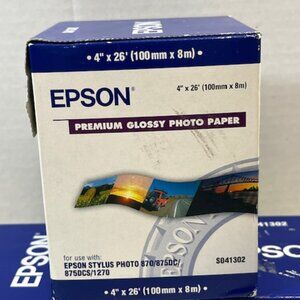 • 4" x 26' (100mm x 8m) •
4" x 26' (100mm x 8m)
EPSON®
PREMIUM GLOSSY PHOTO PAPER
for use with:
EPSON STYLUS PHOTO 870/875DC/
875DCS/1270
S041302
• 4" x 26' (100mm x 8m) •
EPSON